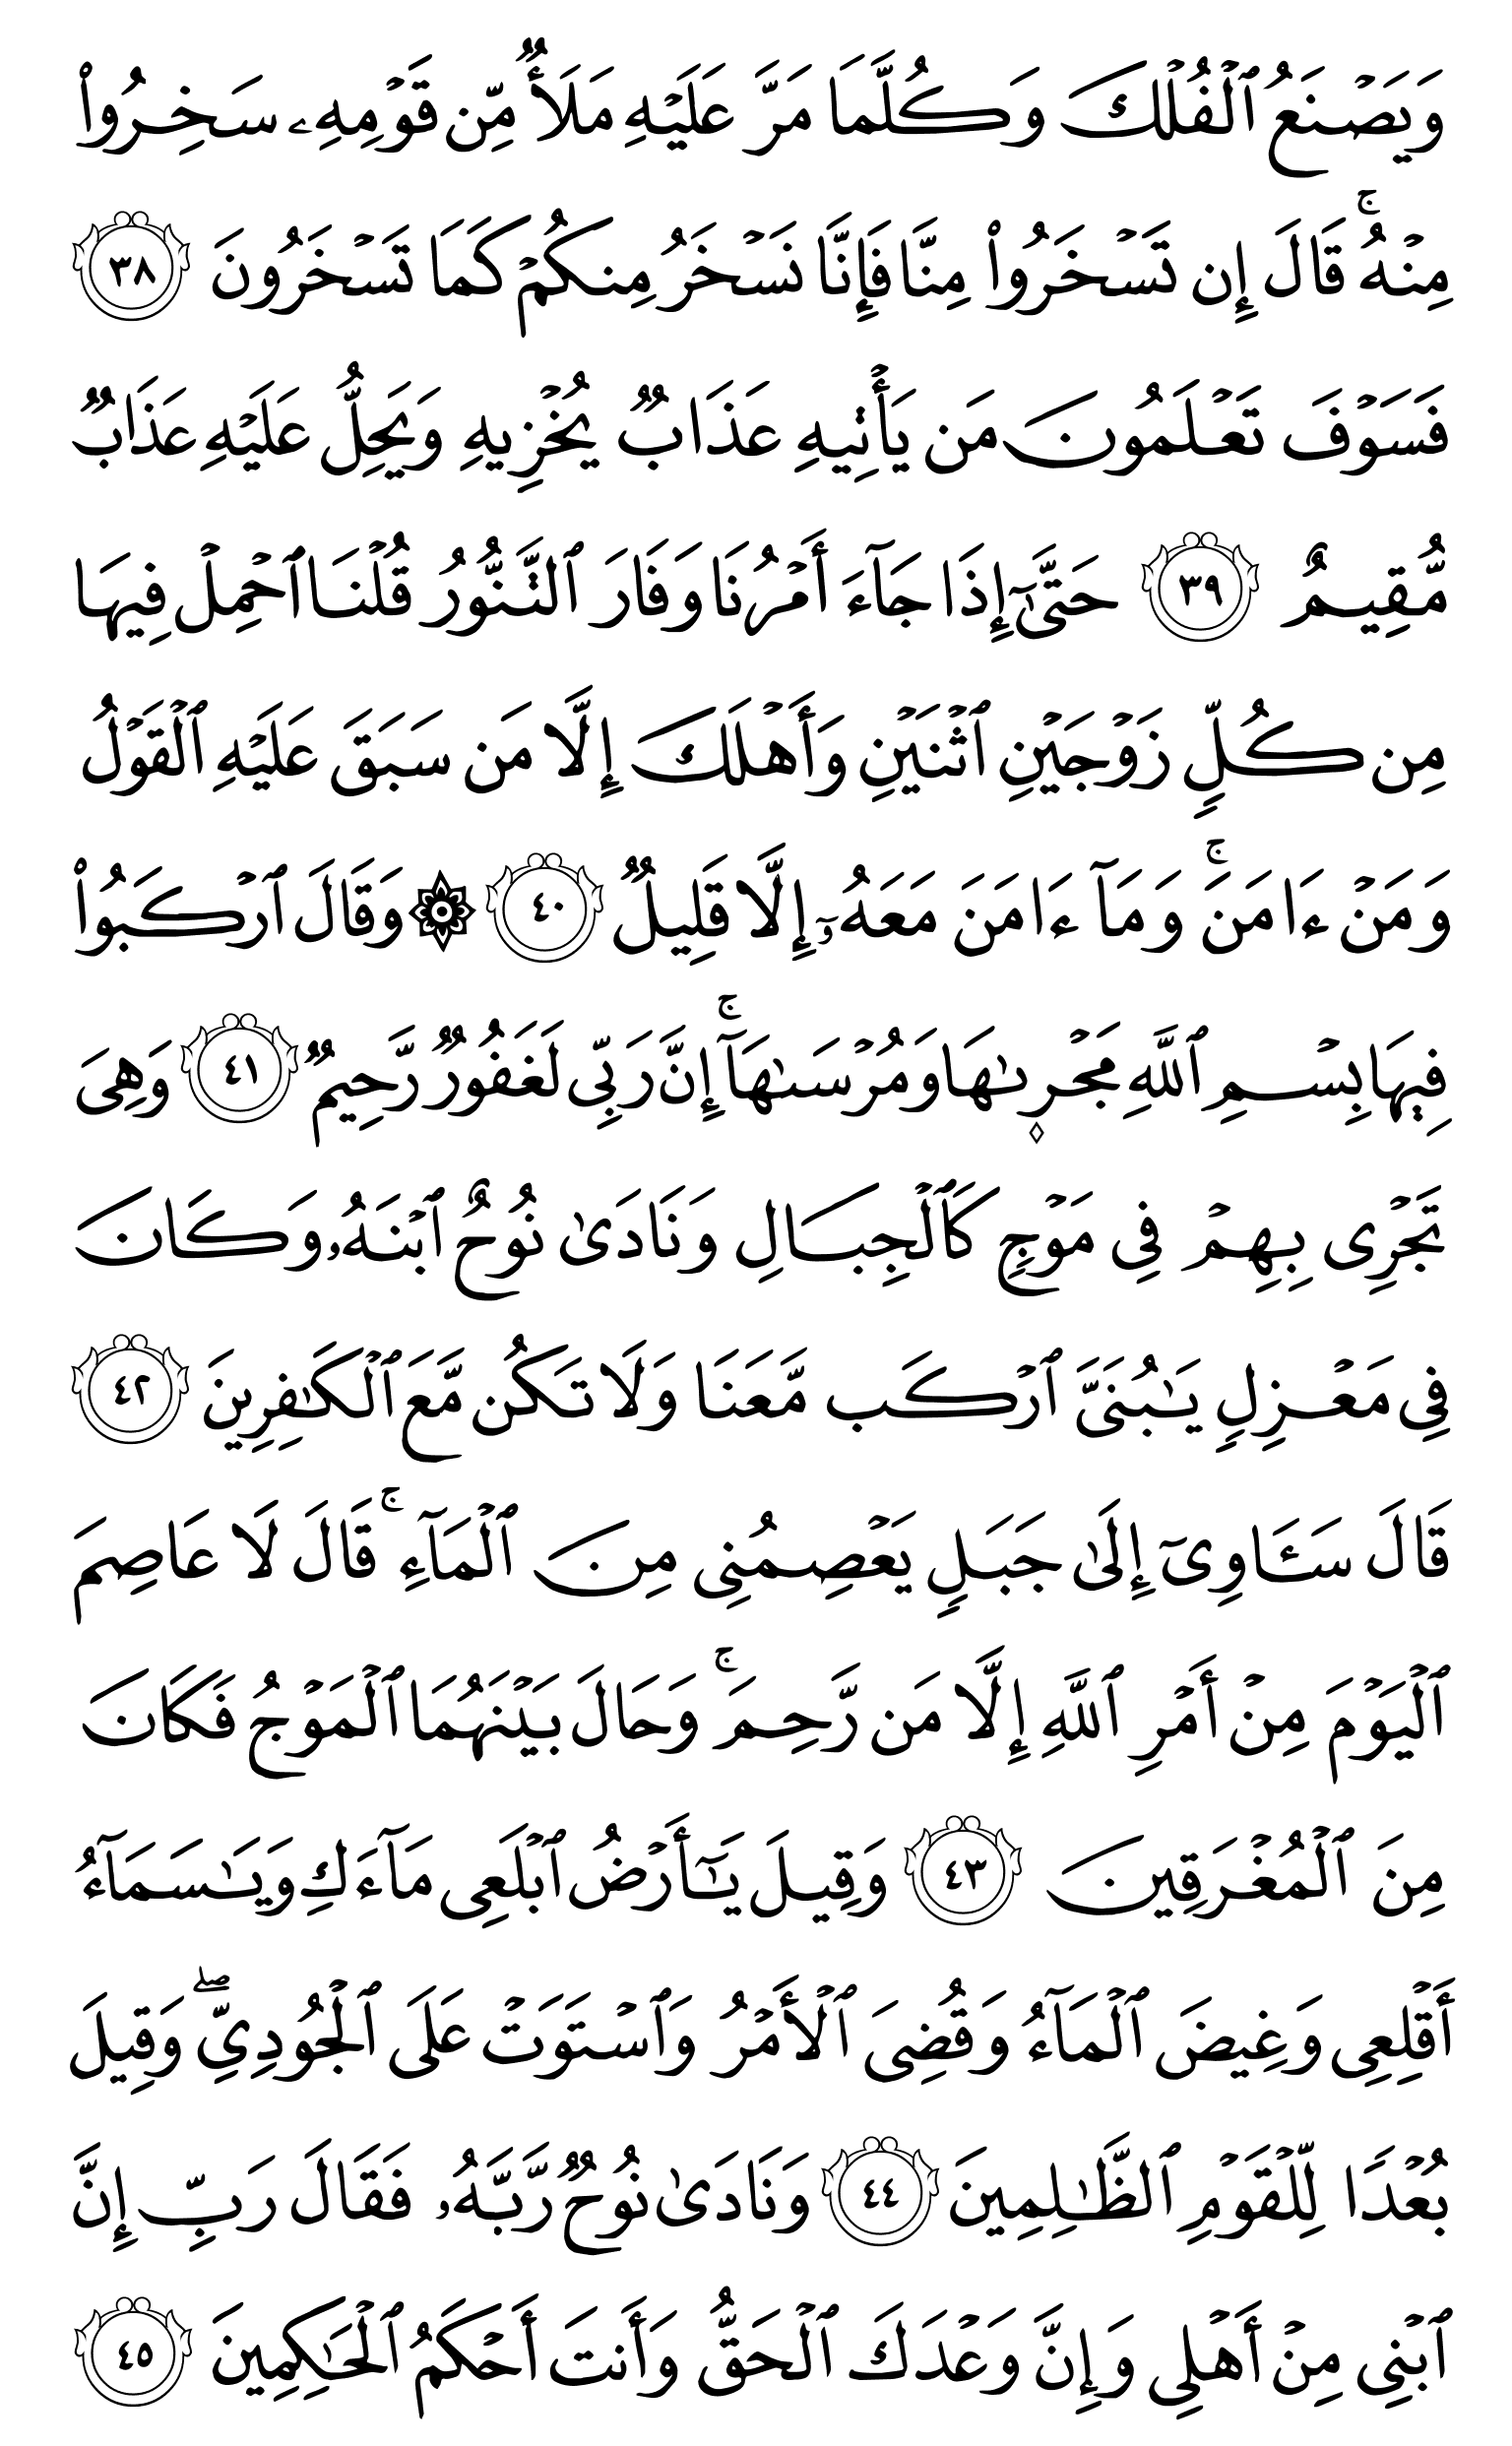 وَيَصۡنَعُ ٱلۡفُلۡكَ وَكُلَّمَا مَرَّ عَلَيۡهِ مَلَأٞ مِّن قَوۡمِهِۦ سَخِرُواْ
مِنۡهُۚ قَالَ إِن تَسۡخَرُواْ مِنَّا فَإِنَّا نَسۡخَرُ مِنكُمۡ كَمَا تَسۡخَرُونَ ٣٨
فَسَوۡفَ تَعۡلَمُونَ مَن يَأۡتِيهِ عَذَابٞ يُخۡزِيهِ وَيَحِلُّ عَلَيۡهِ عَذَابٞ
مُّقِيمٌ ٣٩ حَتَّىٰٓ إِذَا جَآءَ أَمۡرُنَا وَفَارَ ٱلتَّنُّورُ قُلۡنَا ٱحۡمِلۡ فِيهَا
مِن كُلّٖ زَوۡجَيۡنِ ٱثۡنَيۡنِ وَأَهۡلَكَ إِلَّا مَن سَبَقَ عَلَيۡهِ ٱلۡقَوۡلُ
وَمَنۡ ءَامَنَۚ وَمَآ ءَامَنَ مَعَهُۥٓ إِلَّا قَلِيلٞ ٤٠ ۞ وَقَالَ ٱرۡكَبُواْ
فِيهَا بِسۡمِ ٱللَّهِ مَجۡر۪ىٰهَا وَمُرۡسَىٰهَآۚ إِنَّ رَبِّي لَغَفُورٞ رَّحِيمٞ ٤١ وَهِيَ
تَجۡرِي بِهِمۡ فِي مَوۡجٖ كَٱلۡجِبَالِ وَنَادَىٰ نُوحٌ ٱبۡنَهُۥ وَكَانَ
فِي مَعۡزِلٖ يَٰبُنَيَّ ٱرۡكَب مَّعَنَا وَلَا تَكُن مَّعَ ٱلۡكَٰفِرِينَ ٤٢
قَالَ سَـَٔاوِيٓ إِلَىٰ جَبَلٖ يَعۡصِمُنِي مِنَ ٱلۡمَآءِۚ قَالَ لَا عَاصِمَ
ٱلۡيَوۡمَ مِنۡ أَمۡرِ ٱللَّهِ إِلَّا مَن رَّحِمَۚ وَحَالَ بَيۡنَهُمَا ٱلۡمَوۡجُ فَكَانَ
مِنَ ٱلۡمُغۡرَقِينَ ٤٣ وَقِيلَ يَٰٓأَرۡضُ ٱبۡلَعِي مَآءَكِ وَيَٰسَمَآءُ
أَقۡلِعِي وَغِيضَ ٱلۡمَآءُ وَقُضِيَ ٱلۡأَمۡرُ وَٱسۡتَوَتۡ عَلَى ٱلۡجُودِيِّۖ وَقِيلَ
بُعۡدٗا لِّلۡقَوۡمِ ٱلظَّٰلِمِينَ ٤٤ وَنَادَىٰ نُوحٞ رَّبَّهُۥ فَقَالَ رَبِّ إِنَّ
ٱبۡنِي مِنۡ أَهۡلِي وَإِنَّ وَعۡدَكَ ٱلۡحَقُّ وَأَنتَ أَحۡكَمُ ٱلۡحَٰكِمِينَ ٤٥